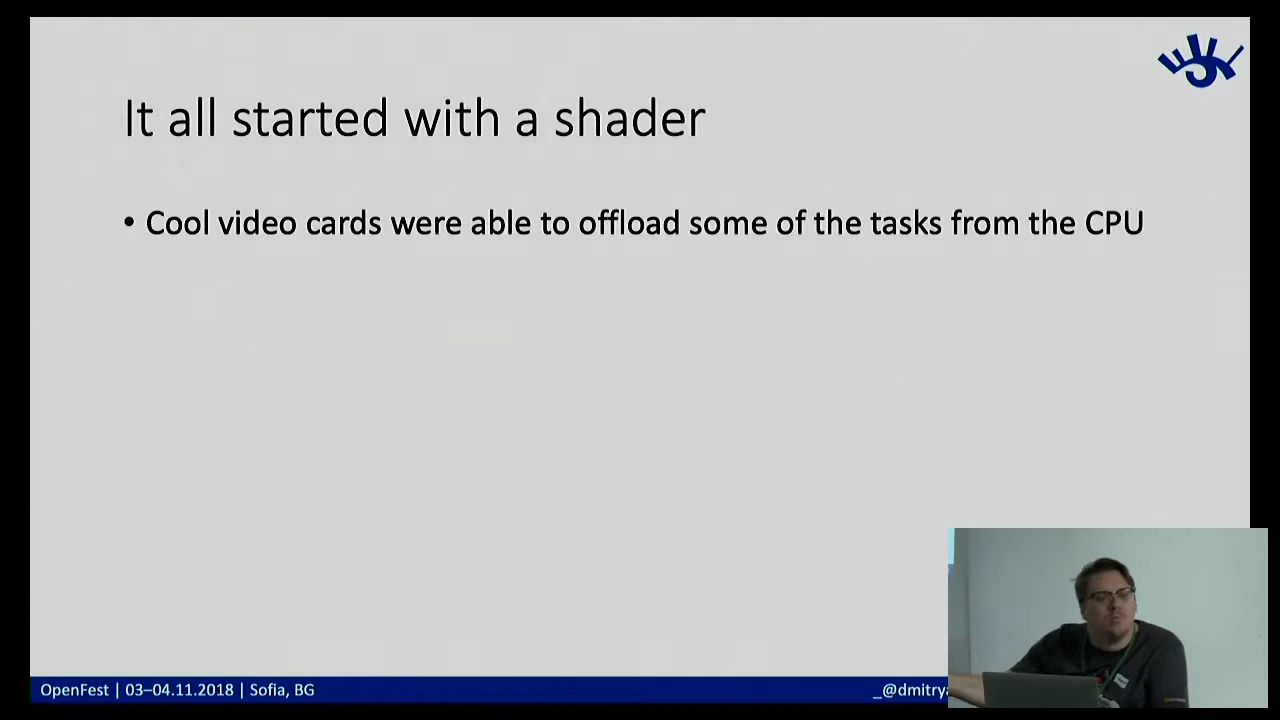 It all started with a shader
• Cool video cards were able to offload some of the tasks from the CPU
OpenFest | 03–04.11.2018 | Sofia, BG